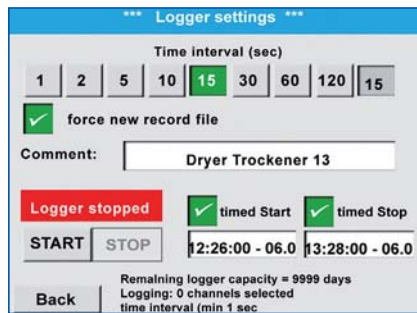 *** Logger settings ***
Time interval (sec)
1 2 5 10 15 30 60 120 15
force new record file
Comment: Dryer Trockener 13
Logger stopped
timed Start timed Stop
START STOP 12:26:00 - 06.0 13:28:00 - 06.0
Remaining logger capacity = 9999 days
Logging: 0 channels selected
Back time interval (min 1 sec